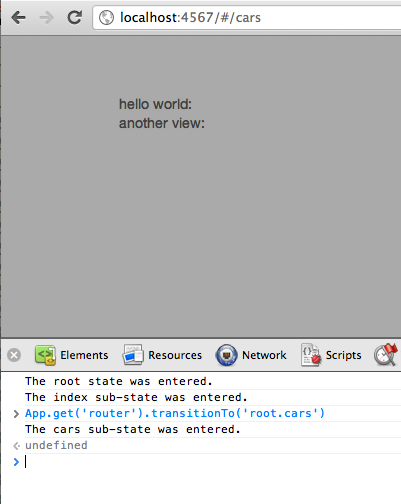 localhost:4567/#/cars
hello world:
another view:
Elements Resources Network Scripts
The root state was entered.
The index sub-state was entered.
> App.get('router').transitionTo('root.cars')
The cars sub-state was entered.
undefined
>